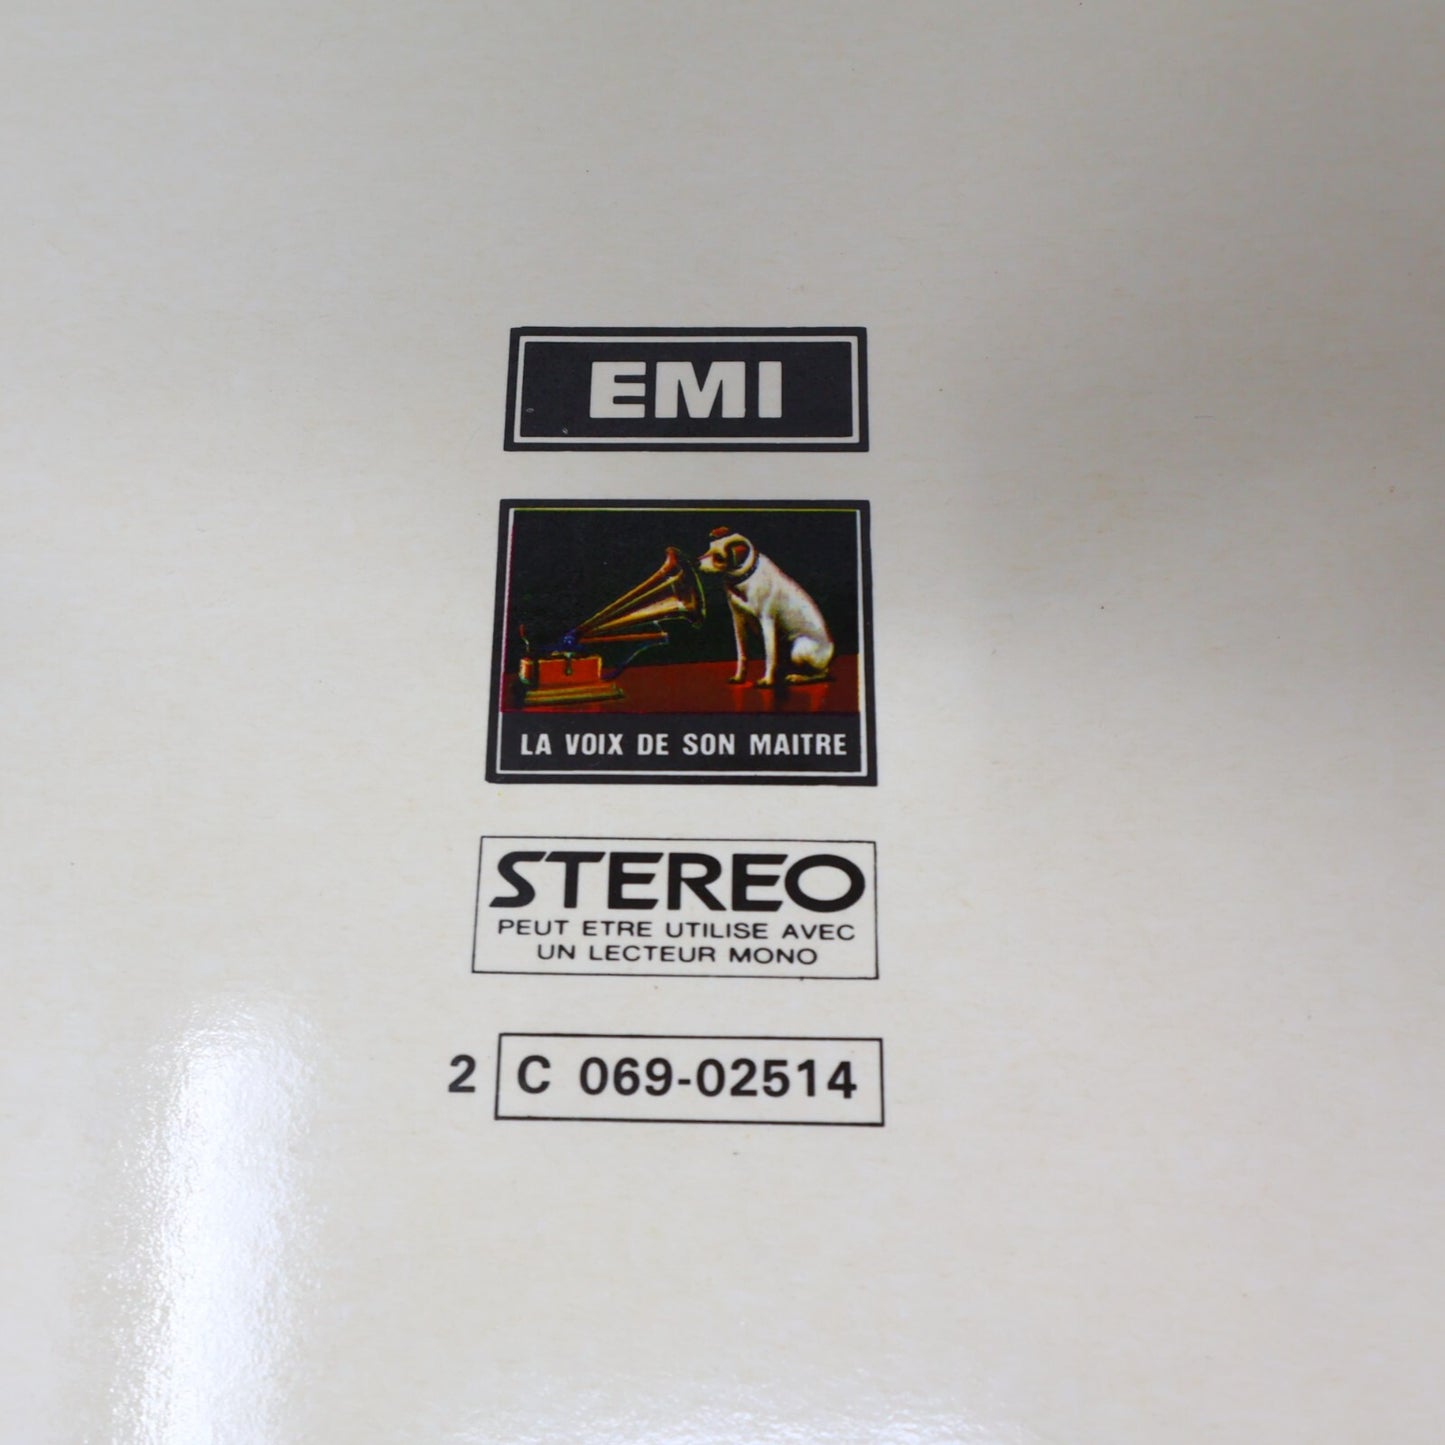 EMI
LA VOIX DE SON MAITRE
STEREO
PEUT ETRE UTILISE AVEC
UN LECTEUR MONO
2 C 069-02514